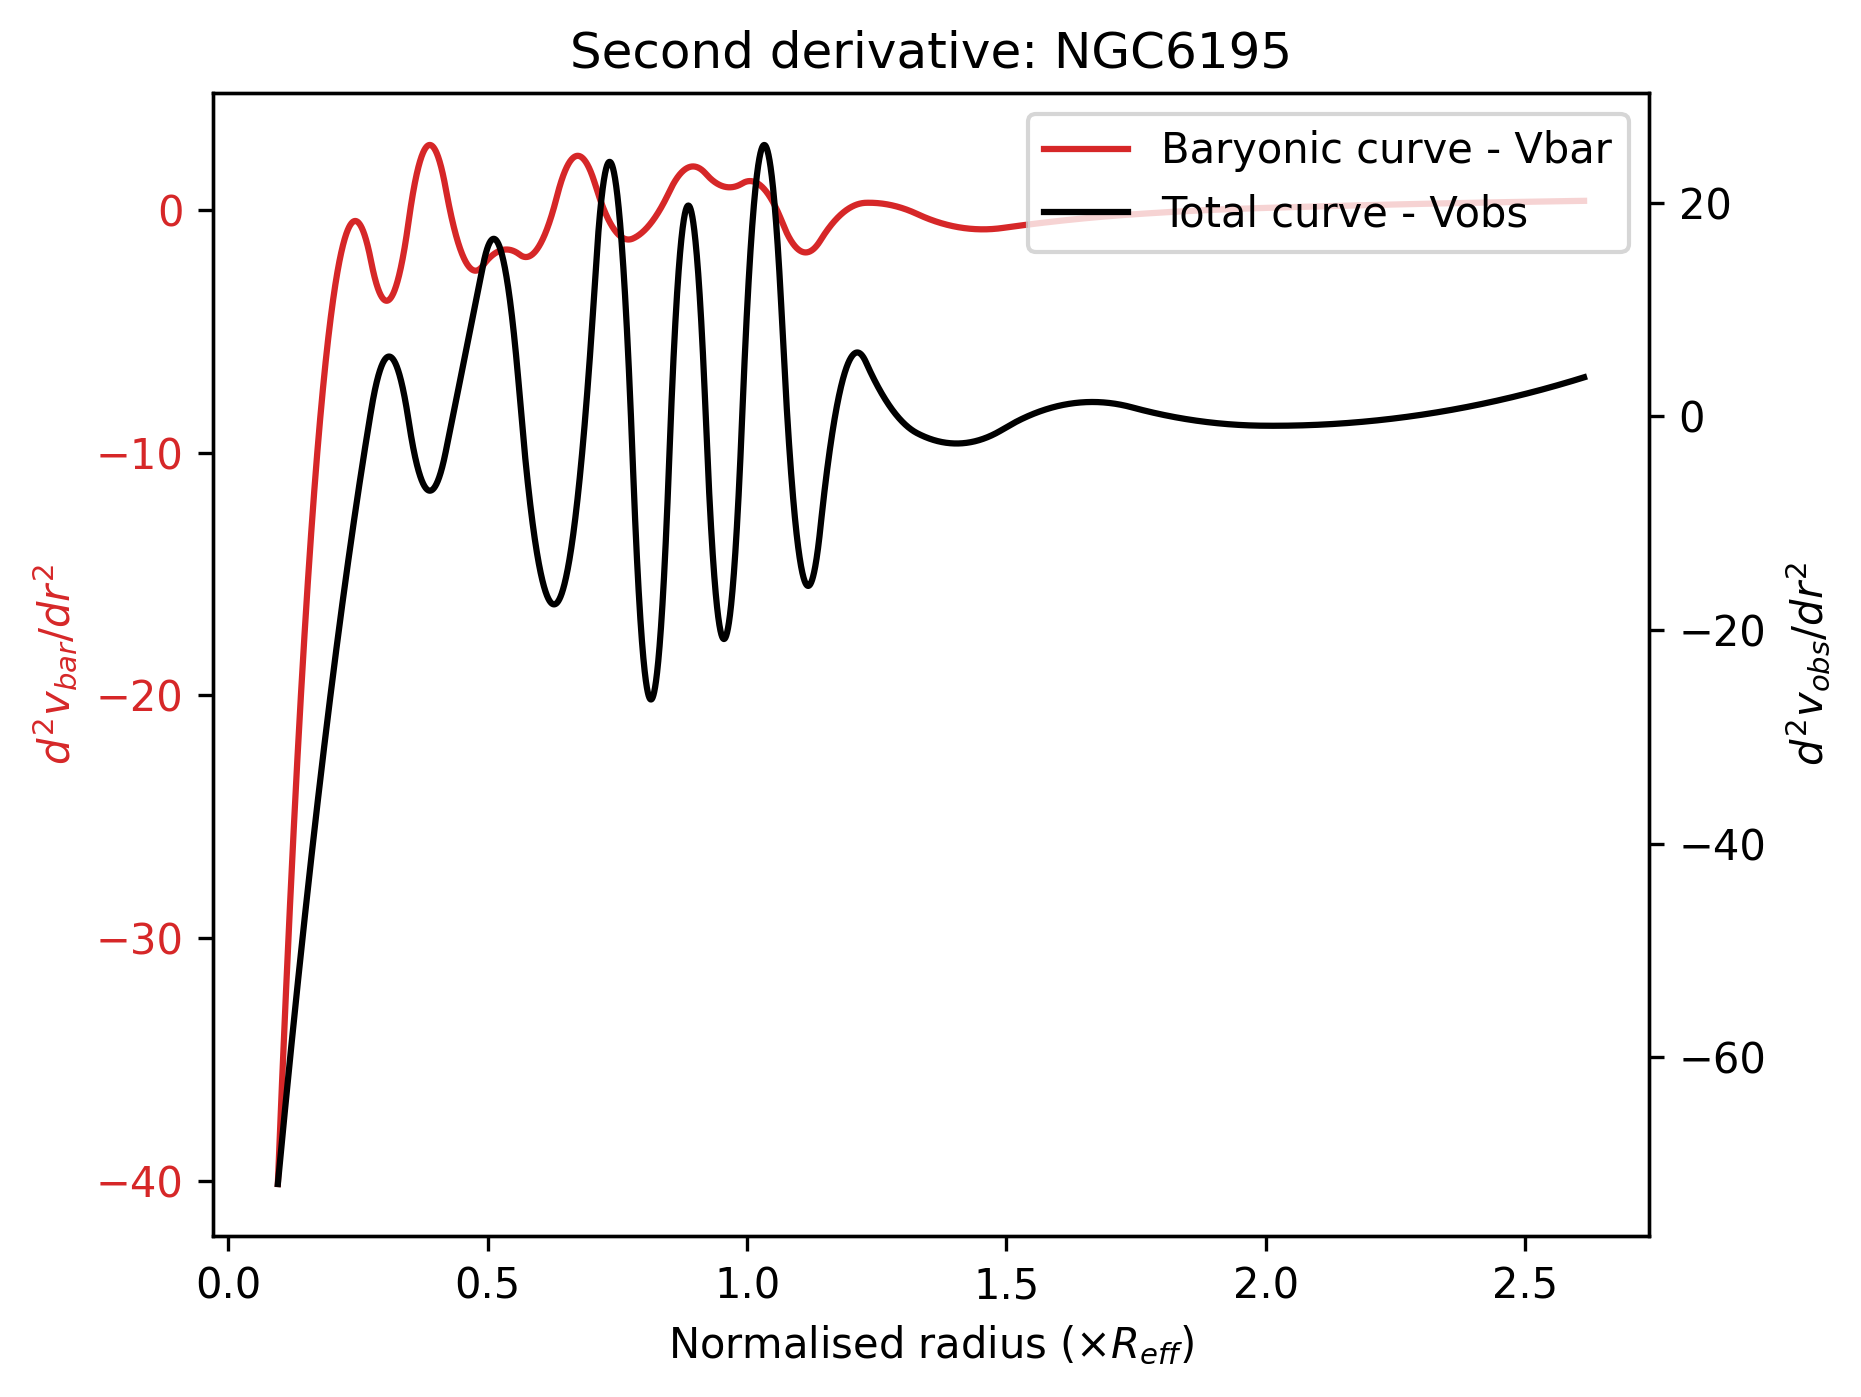 Second derivative: NGC6195
Baryonic curve - Vbar
Total curve - Vobs
0
−10
−20
−30
−40
d²v_bar/dr²
20
0
−20
−40
−60
d²v_obs/dr²
0.0 0.5 1.0 1.5 2.0 2.5
Normalised radius (×R_eff)